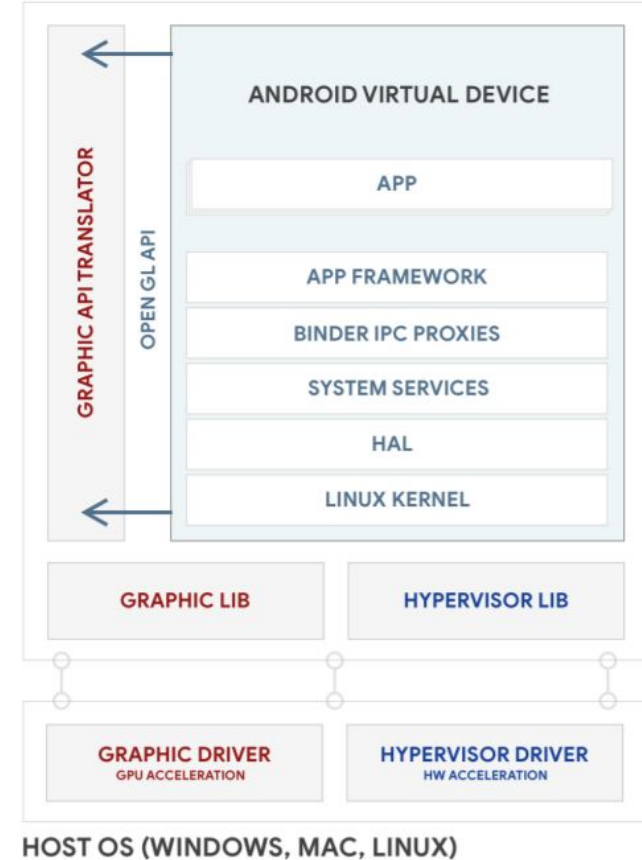 ANDROID VIRTUAL DEVICE
GRAPHIC API TRANSLATOR
OPEN GL API
APP
APP FRAMEWORK
BINDER IPC PROXIES
SYSTEM SERVICES
HAL
LINUX KERNEL
GRAPHIC LIB
HYPERVISOR LIB
GRAPHIC DRIVER
GPU ACCELERATION
HYPERVISOR DRIVER
HW ACCELERATION
HOST OS (WINDOWS, MAC, LINUX)